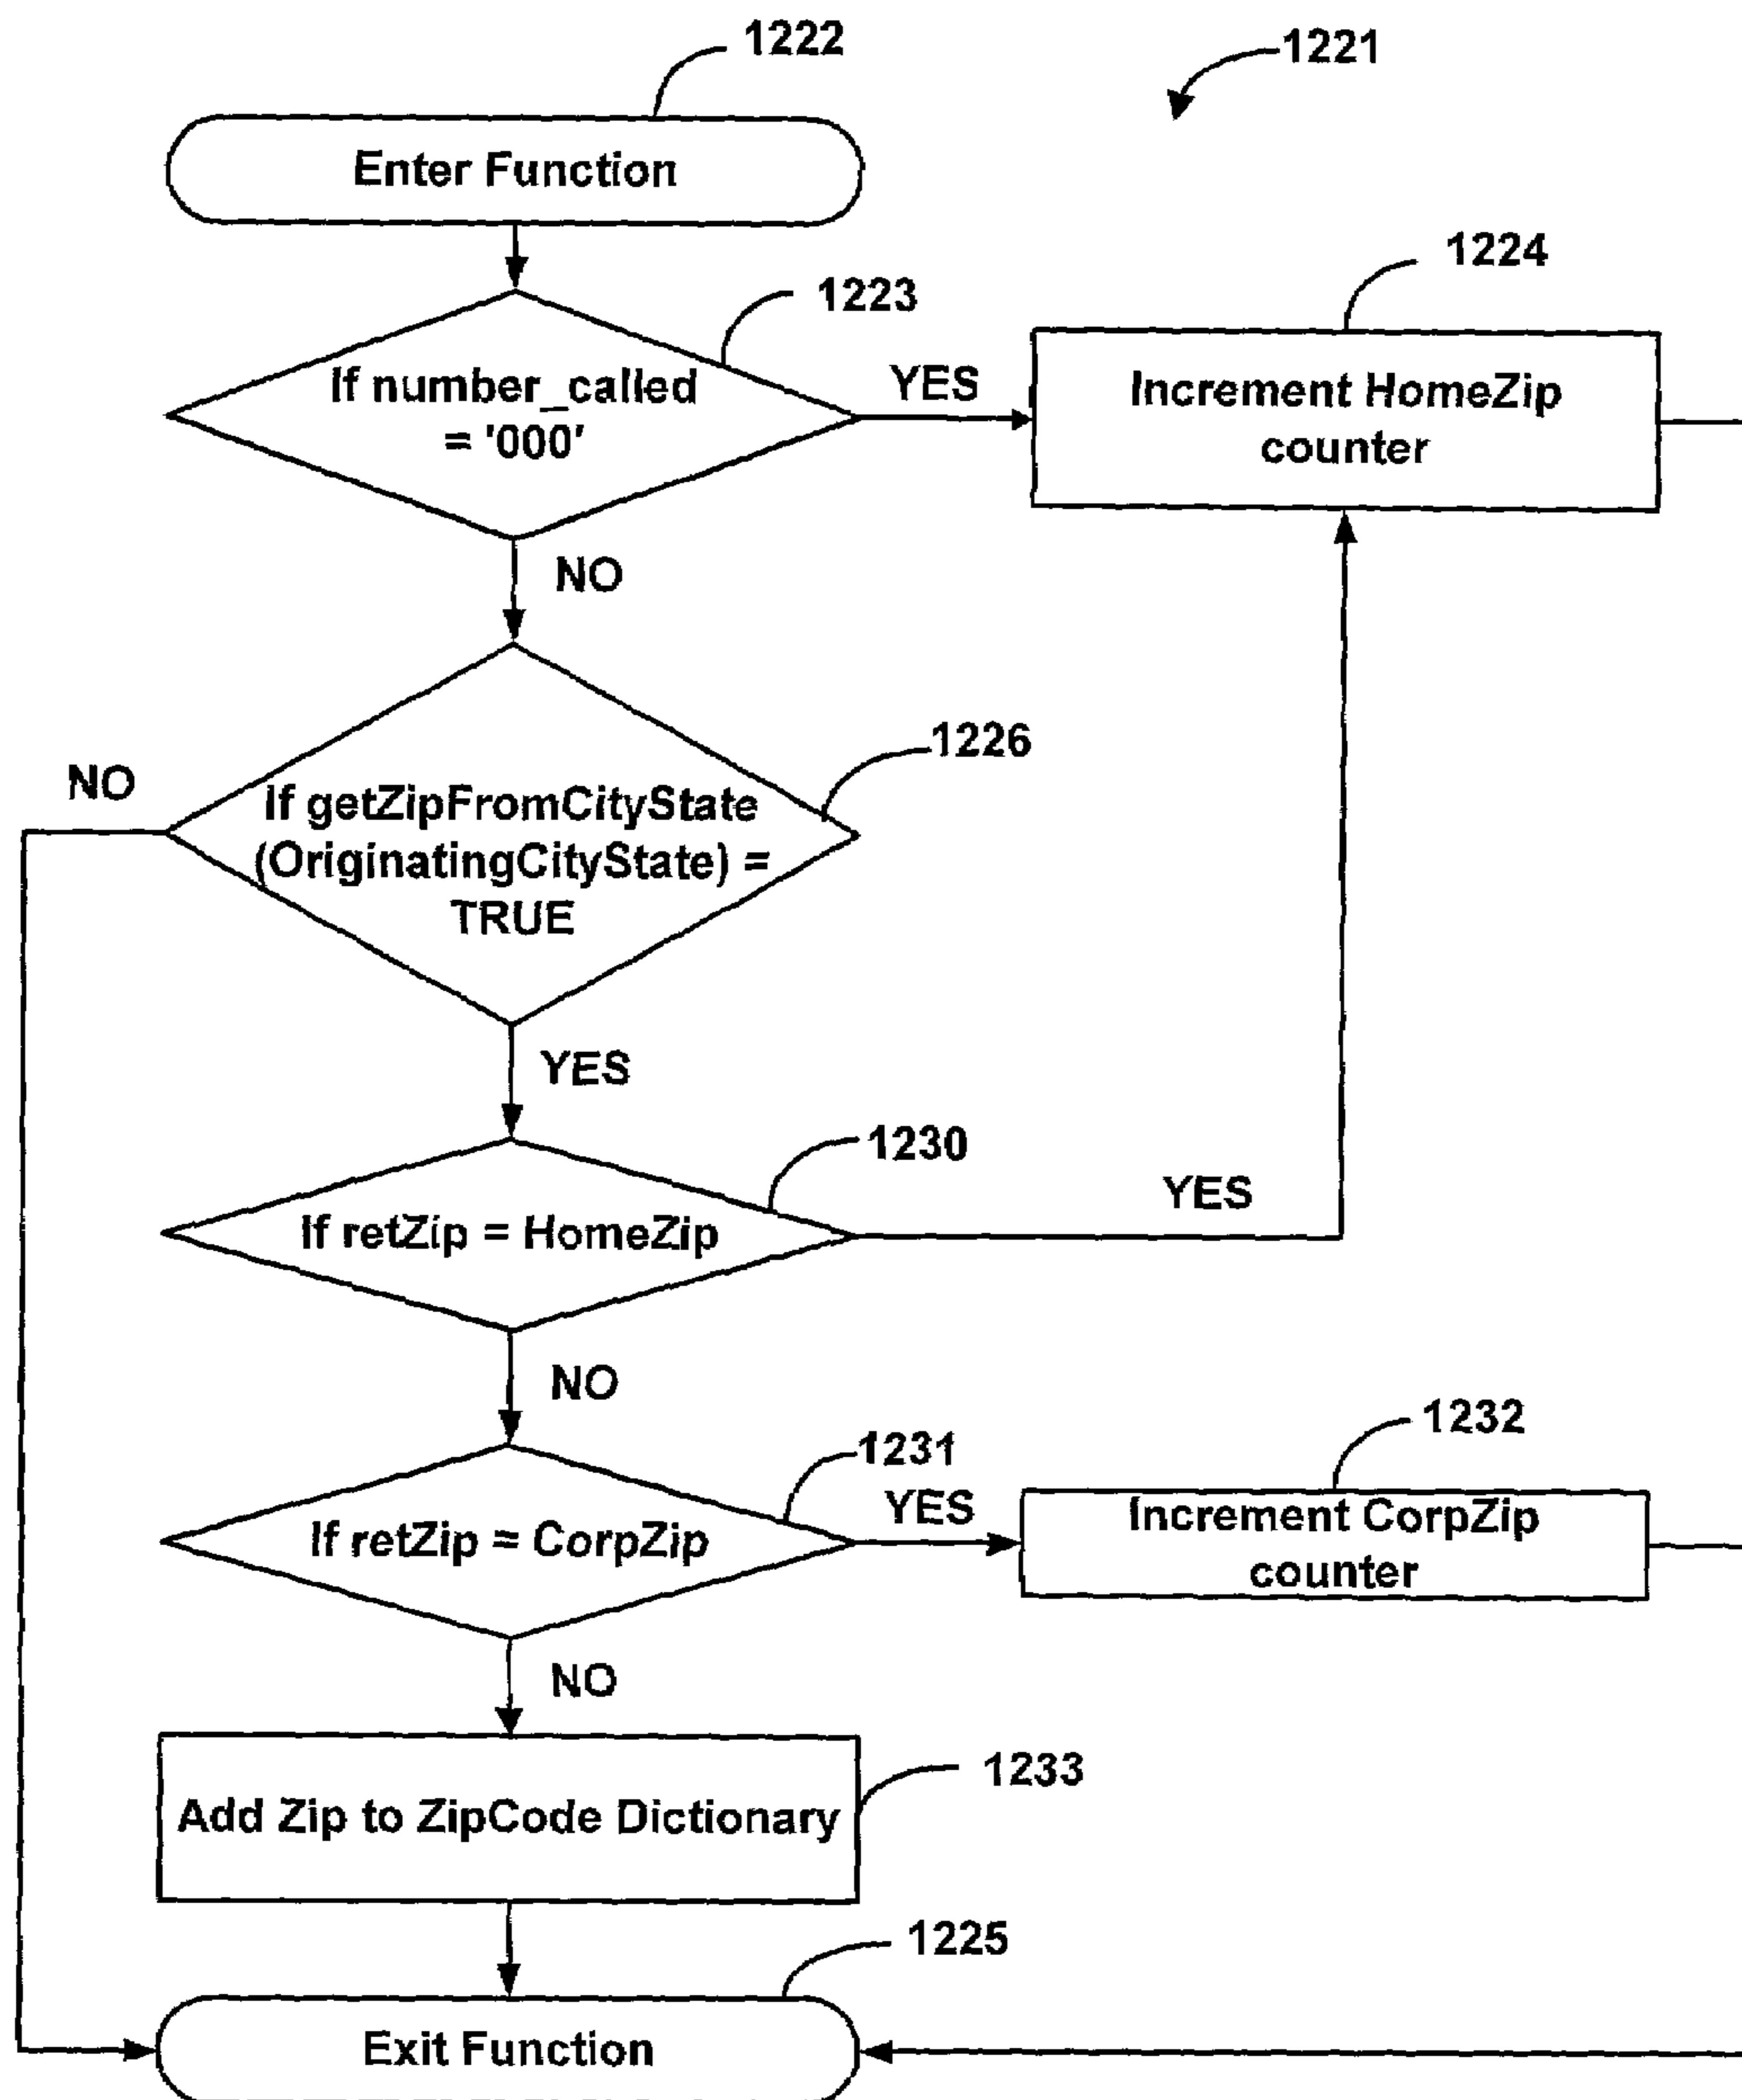 1222
1221
Enter Function
1223
1224
If number_called
= '000'
YES
Increment HomeZip
counter
NO
1226
NO
If getZipFromCityState
(OriginatingCityState) =
TRUE
YES
1230
YES
If retZip = HomeZip
NO
1232
1231
YES
If retZip = CorpZip
Increment CorpZip
counter
NO
1233
Add Zip to ZipCode Dictionary
1225
Exit Function